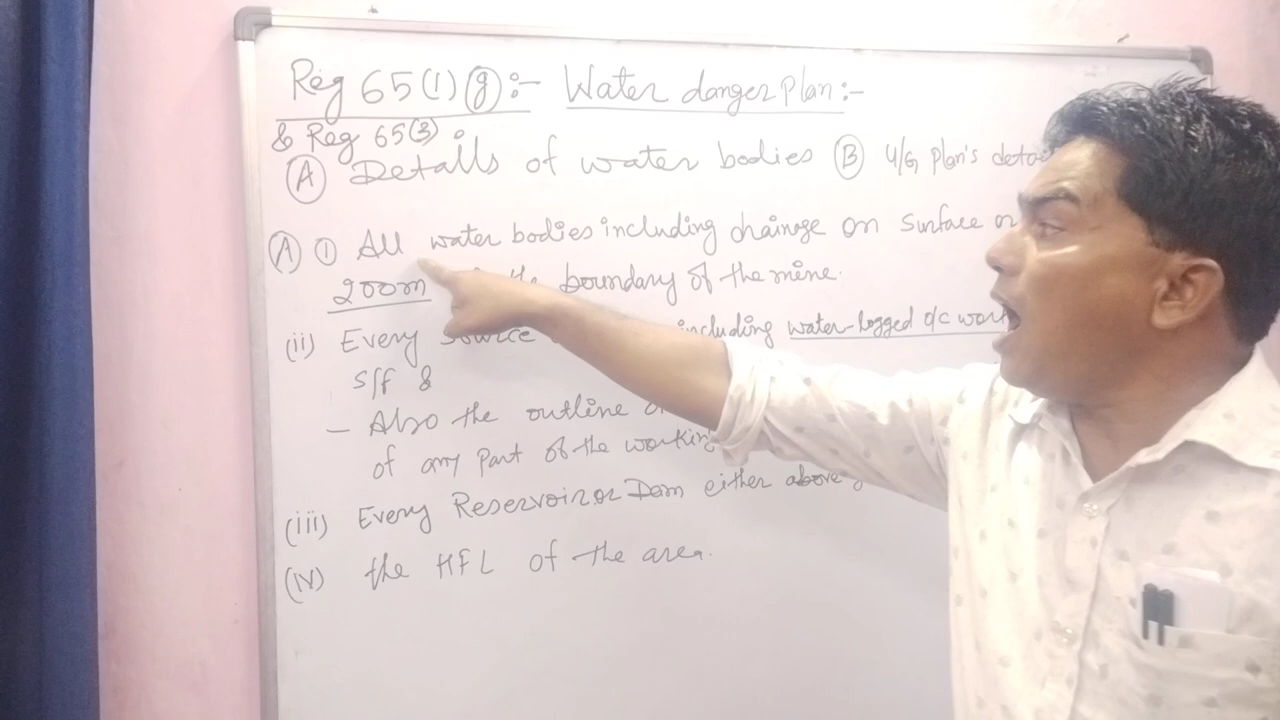 Reg 65(1)(g):- Water danger plan:-
& Reg 65(3)
(A) Details of water bodies (B) U/G plan's
(A) (i) All water bodies including drainage on surface or
200m the boundary of the mine.
(ii) Every source including water-logged o/c
s/f &
- Also the outline
of any part of the working
(iii) Every Reservoir or Dam either above
(iv) the HFL of the area.